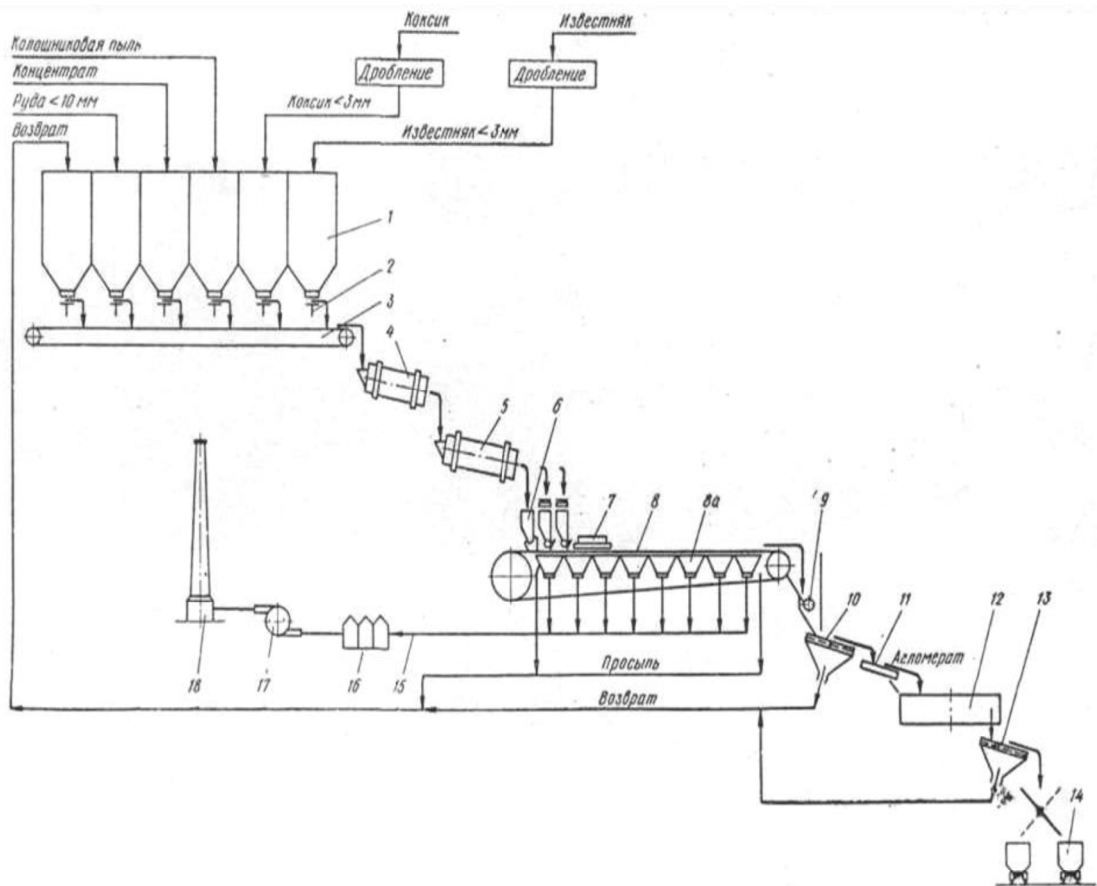 Коксик
Известняк
Колошниковая пыль
Дробление
Дробление
Концентрат
Руда<10 мм
Коксик<3мм
Возврат
Известняк<3мм
1
2
3
4
5
6
7
8
8а
9
10
11
12
13
Агломерат
Просыпь
18
17
16
15
Возврат
14